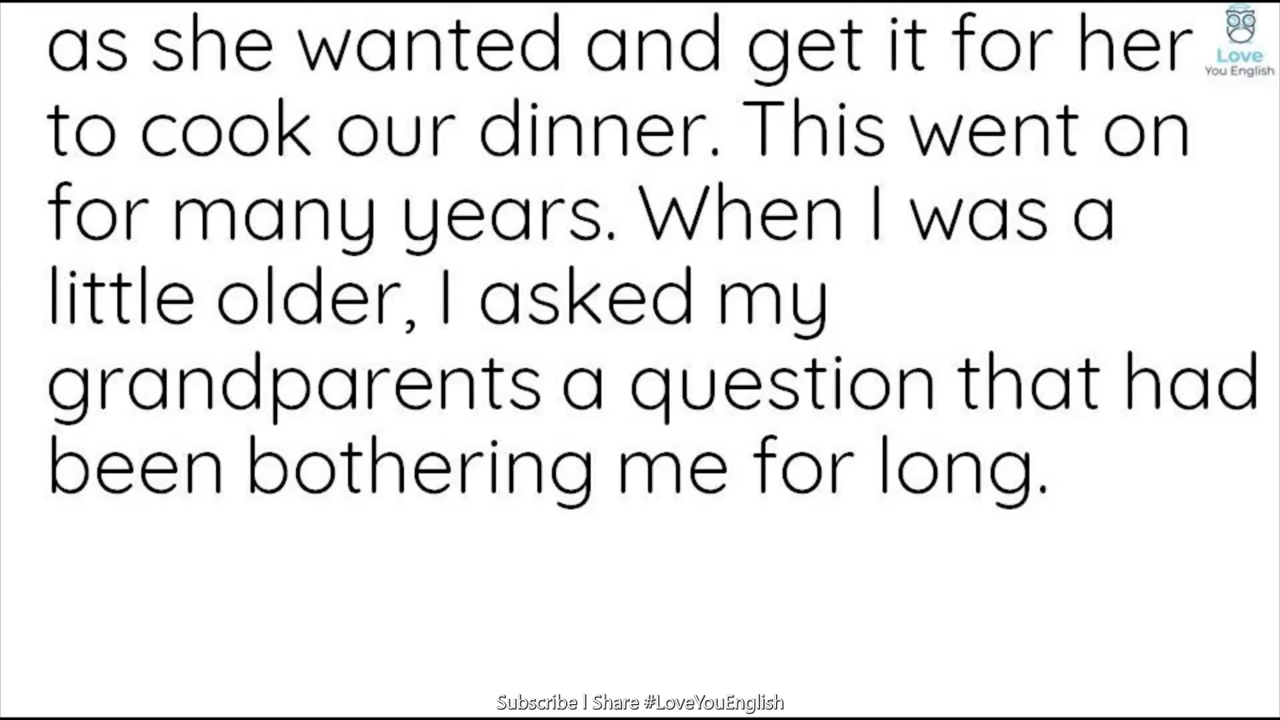 as she wanted and get it for her
to cook our dinner. This went on
for many years. When I was a
little older, I asked my
grandparents a question that had
been bothering me for long.
Love
You English
Subscribe | Share #LoveYouEnglish